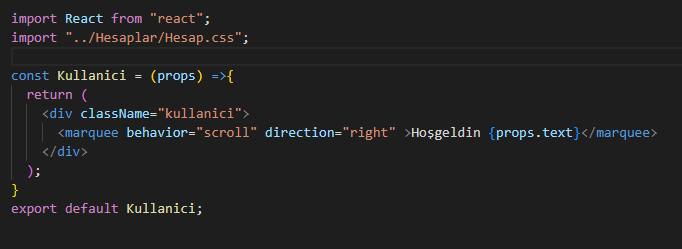 import React from "react";
import "../Hesaplar/Hesap.css";
const Kullanici = (props) =>{
return (
<div className="kullanici">
<marquee behavior="scroll" direction="right" >Hoşgeldin {props.text}</marquee>
</div>
);
}
export default Kullanici;